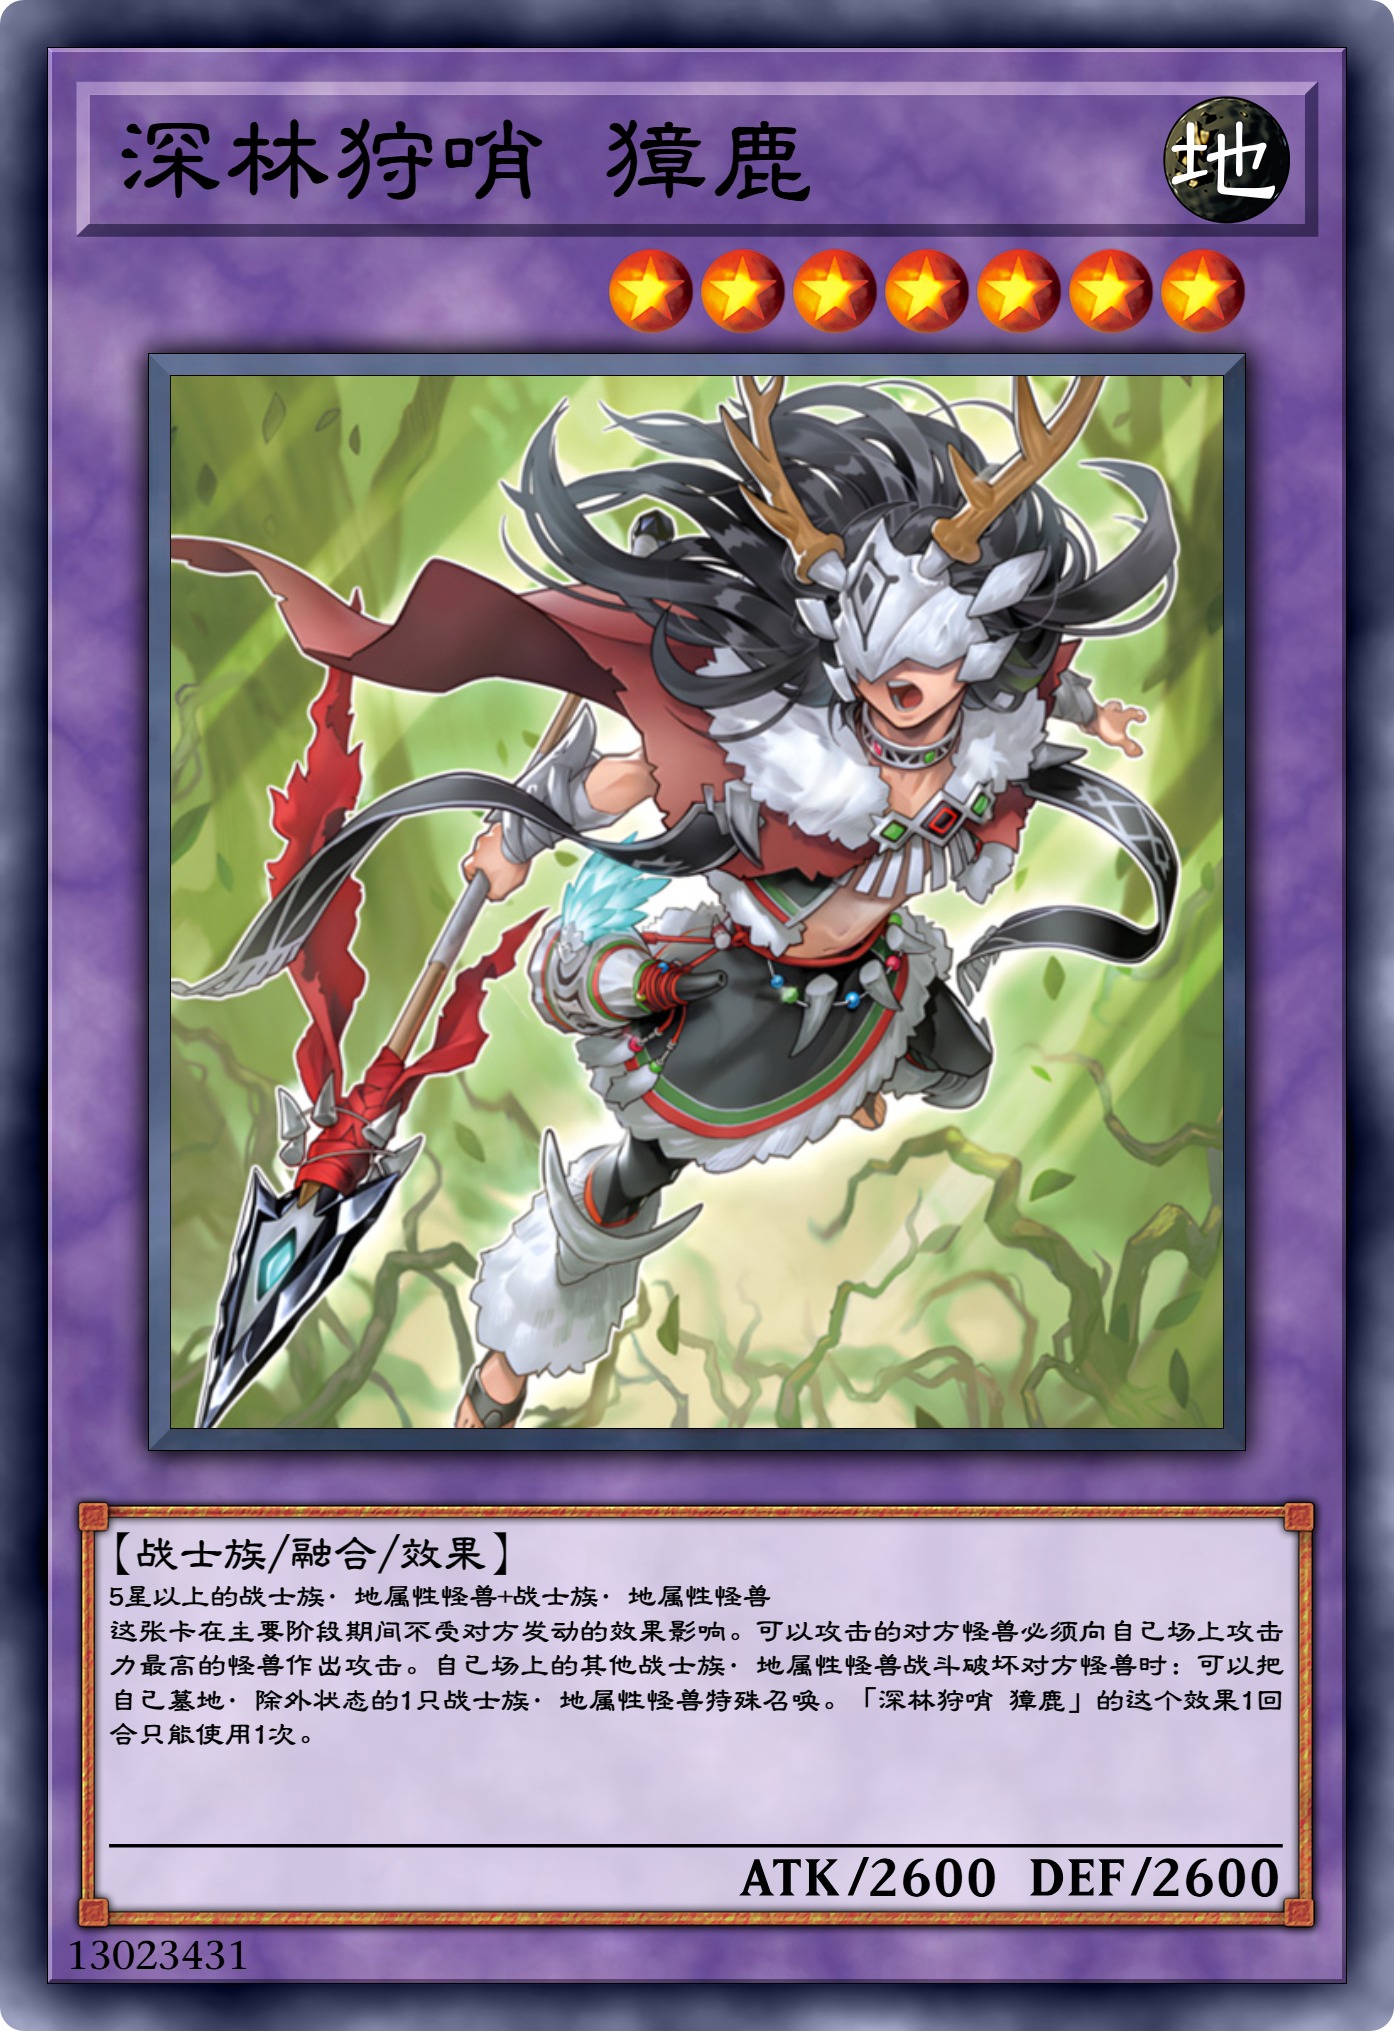 深林狩哨 獐鹿
地
【战士族/融合/效果】
5星以上的战士族·地属性怪兽+战士族·地属性怪兽
这张卡在主要阶段期间不受对方发动的效果影响。可以攻击的对方怪兽必须向自己场上攻击
力最高的怪兽作出攻击。自己场上的其他战士族·地属性怪兽战斗破坏对方怪兽时：可以把
自己墓地·除外状态的1只战士族·地属性怪兽特殊召唤。「深林狩哨 獐鹿」的这个效果1回
合只能使用1次。
ATK/2600 DEF/2600
13023431